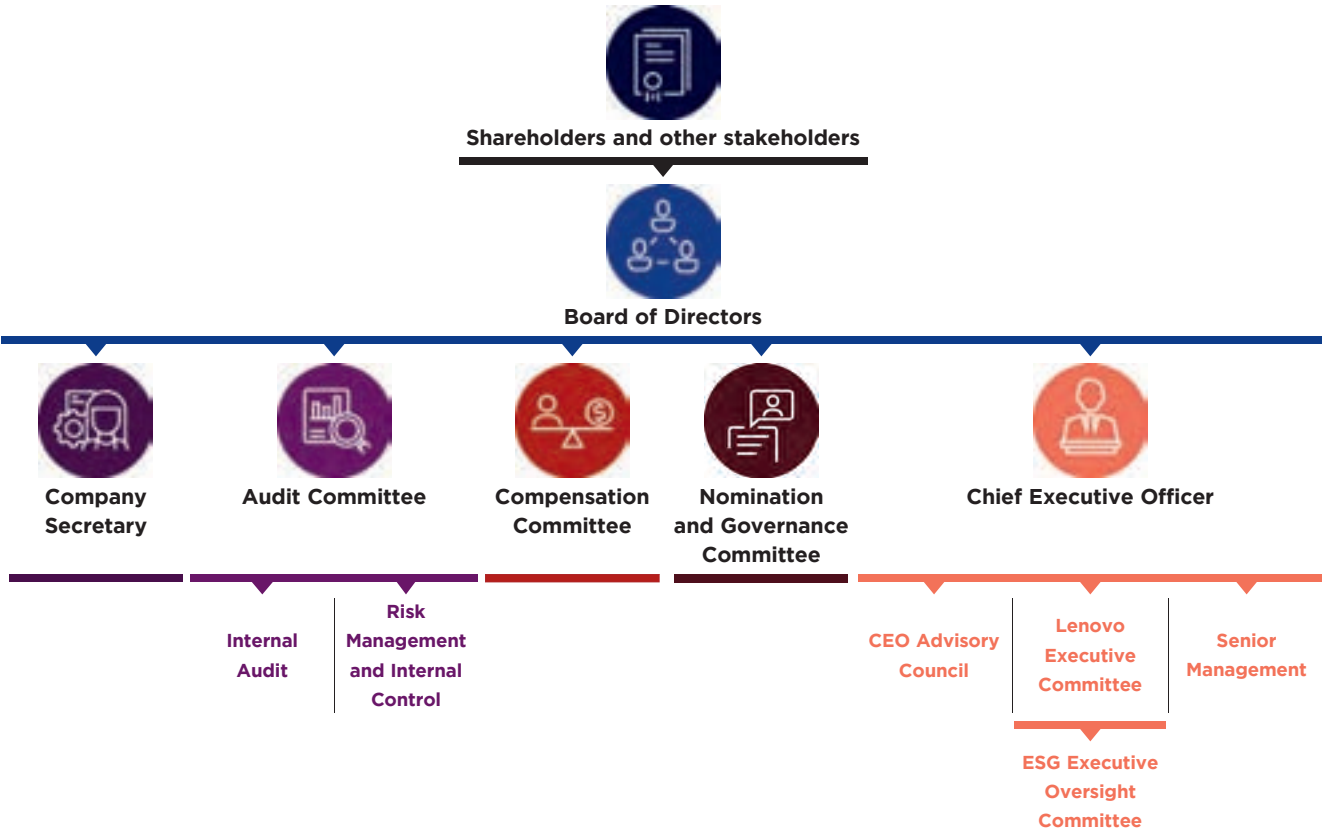 Shareholders and other stakeholders
Board of Directors
Company
Secretary
Audit Committee
Compensation
Committee
Nomination
and Governance
Committee
Chief Executive Officer
Internal
Audit
Risk
Management
and Internal
Control
CEO Advisory
Council
Lenovo
Executive
Committee
Senior
Management
ESG Executive
Oversight
Committee